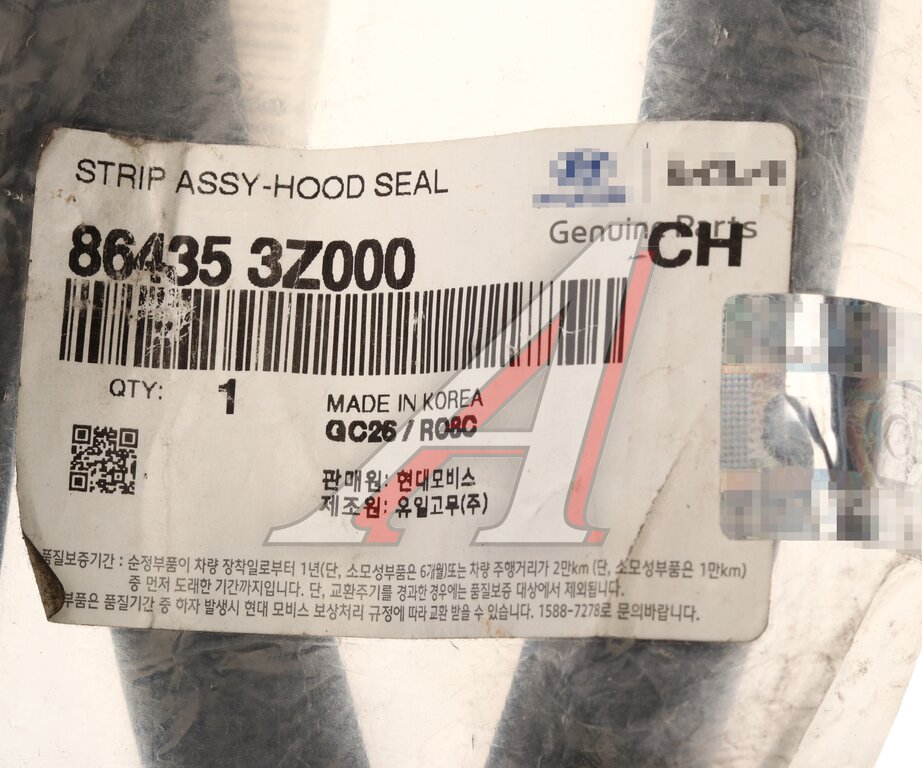 STRIP ASSY-HOOD SEAL
Genuine Parts
86435 3Z000
CH
QTY: 1
MADE IN KOREA
GC26 / R08C
판매원: 현대모비스
제조원: 유일고무(주)
품질보증기간 : 순정부품이 차량 장착일로부터 1년(단, 소모성부품은 6개월)또는 차량 주행거리가 2만km (단, 소모성부품은 1만km)
중 먼저 도래한 기간까지입니다. 단, 교환주기를 경과한 경우에는 품질보증 대상에서 제외됩니다.
부품은 품질기간 중 하자 발생시 현대 모비스 보상처리 규정에 따라 교환 받을 수 있습니다. 1588-7278로 문의바랍니다.